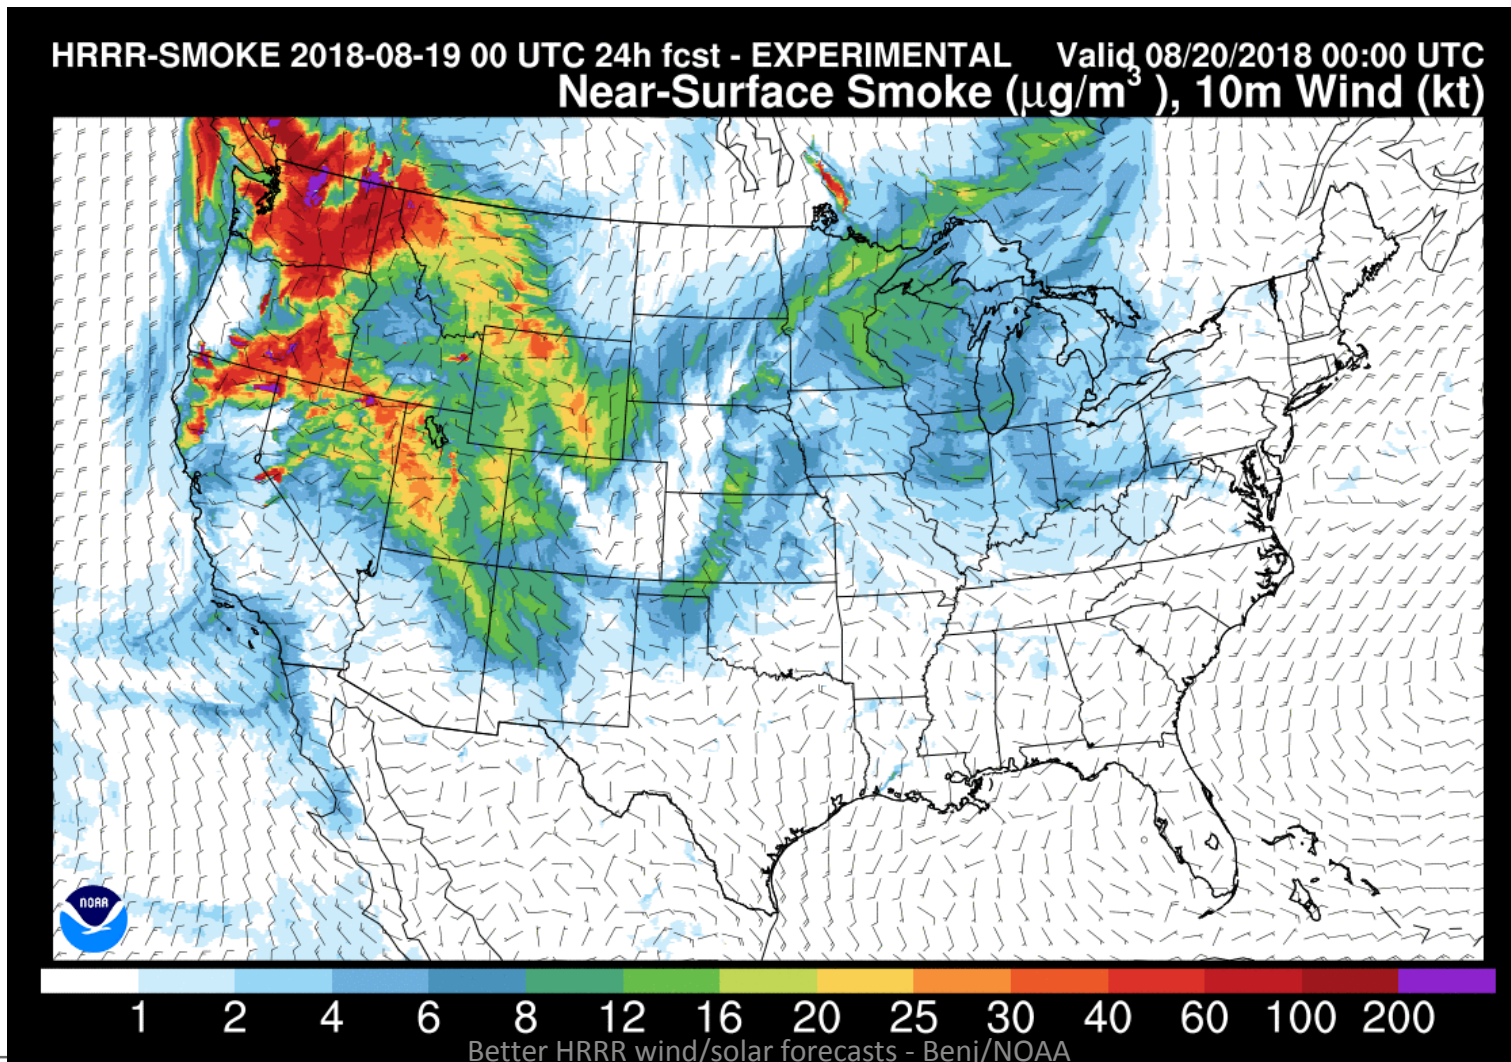 HRRR-SMOKE 2018-08-19 00 UTC 24h fcst - EXPERIMENTAL Valid 08/20/2018 00:00 UTC
Near-Surface Smoke (µg/m³ ), 10m Wind (kt)
NOAA
1 2 4 6 8 12 16 20 25 30 40 60 100 200
Better HRRR wind/solar forecasts - Benj/NOAA